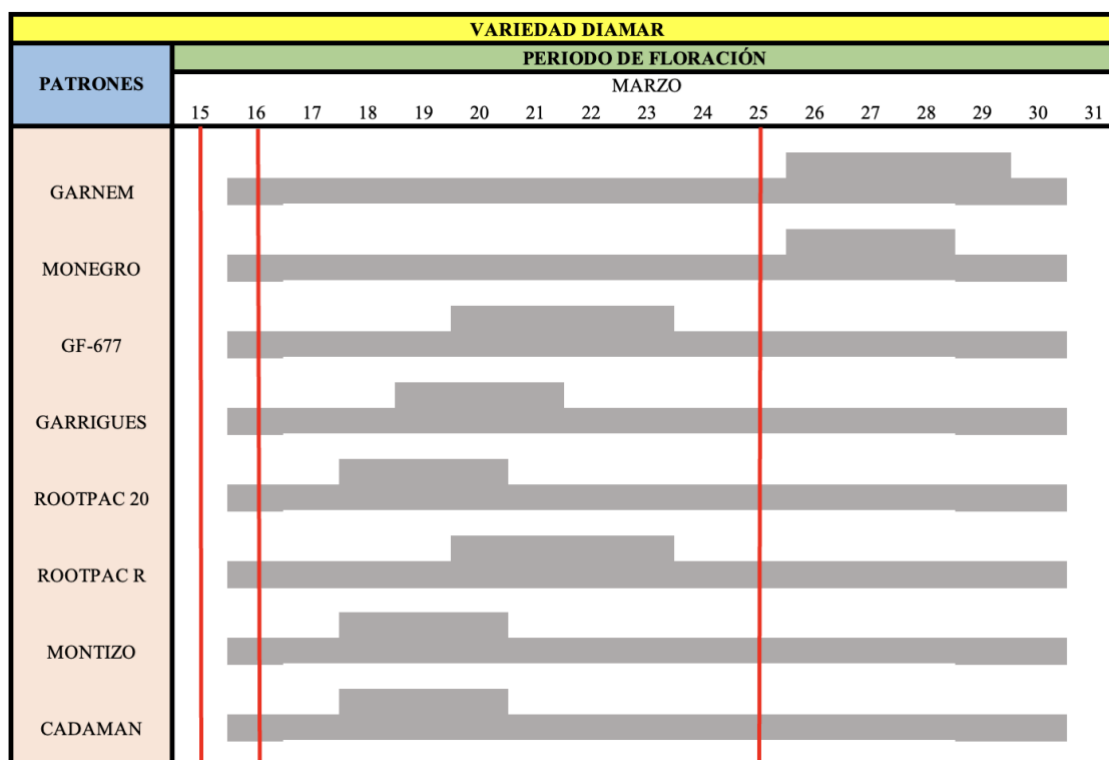 VARIEDAD DIAMAR
PATRONES
PERIODO DE FLORACIÓN
MARZO
15 16 17 18 19 20 21 22 23 24 25 26 27 28 29 30 31
GARNEM
MONEGRO
GF-677
GARRIGUES
ROOTPAC 20
ROOTPAC R
MONTIZO
CADAMAN